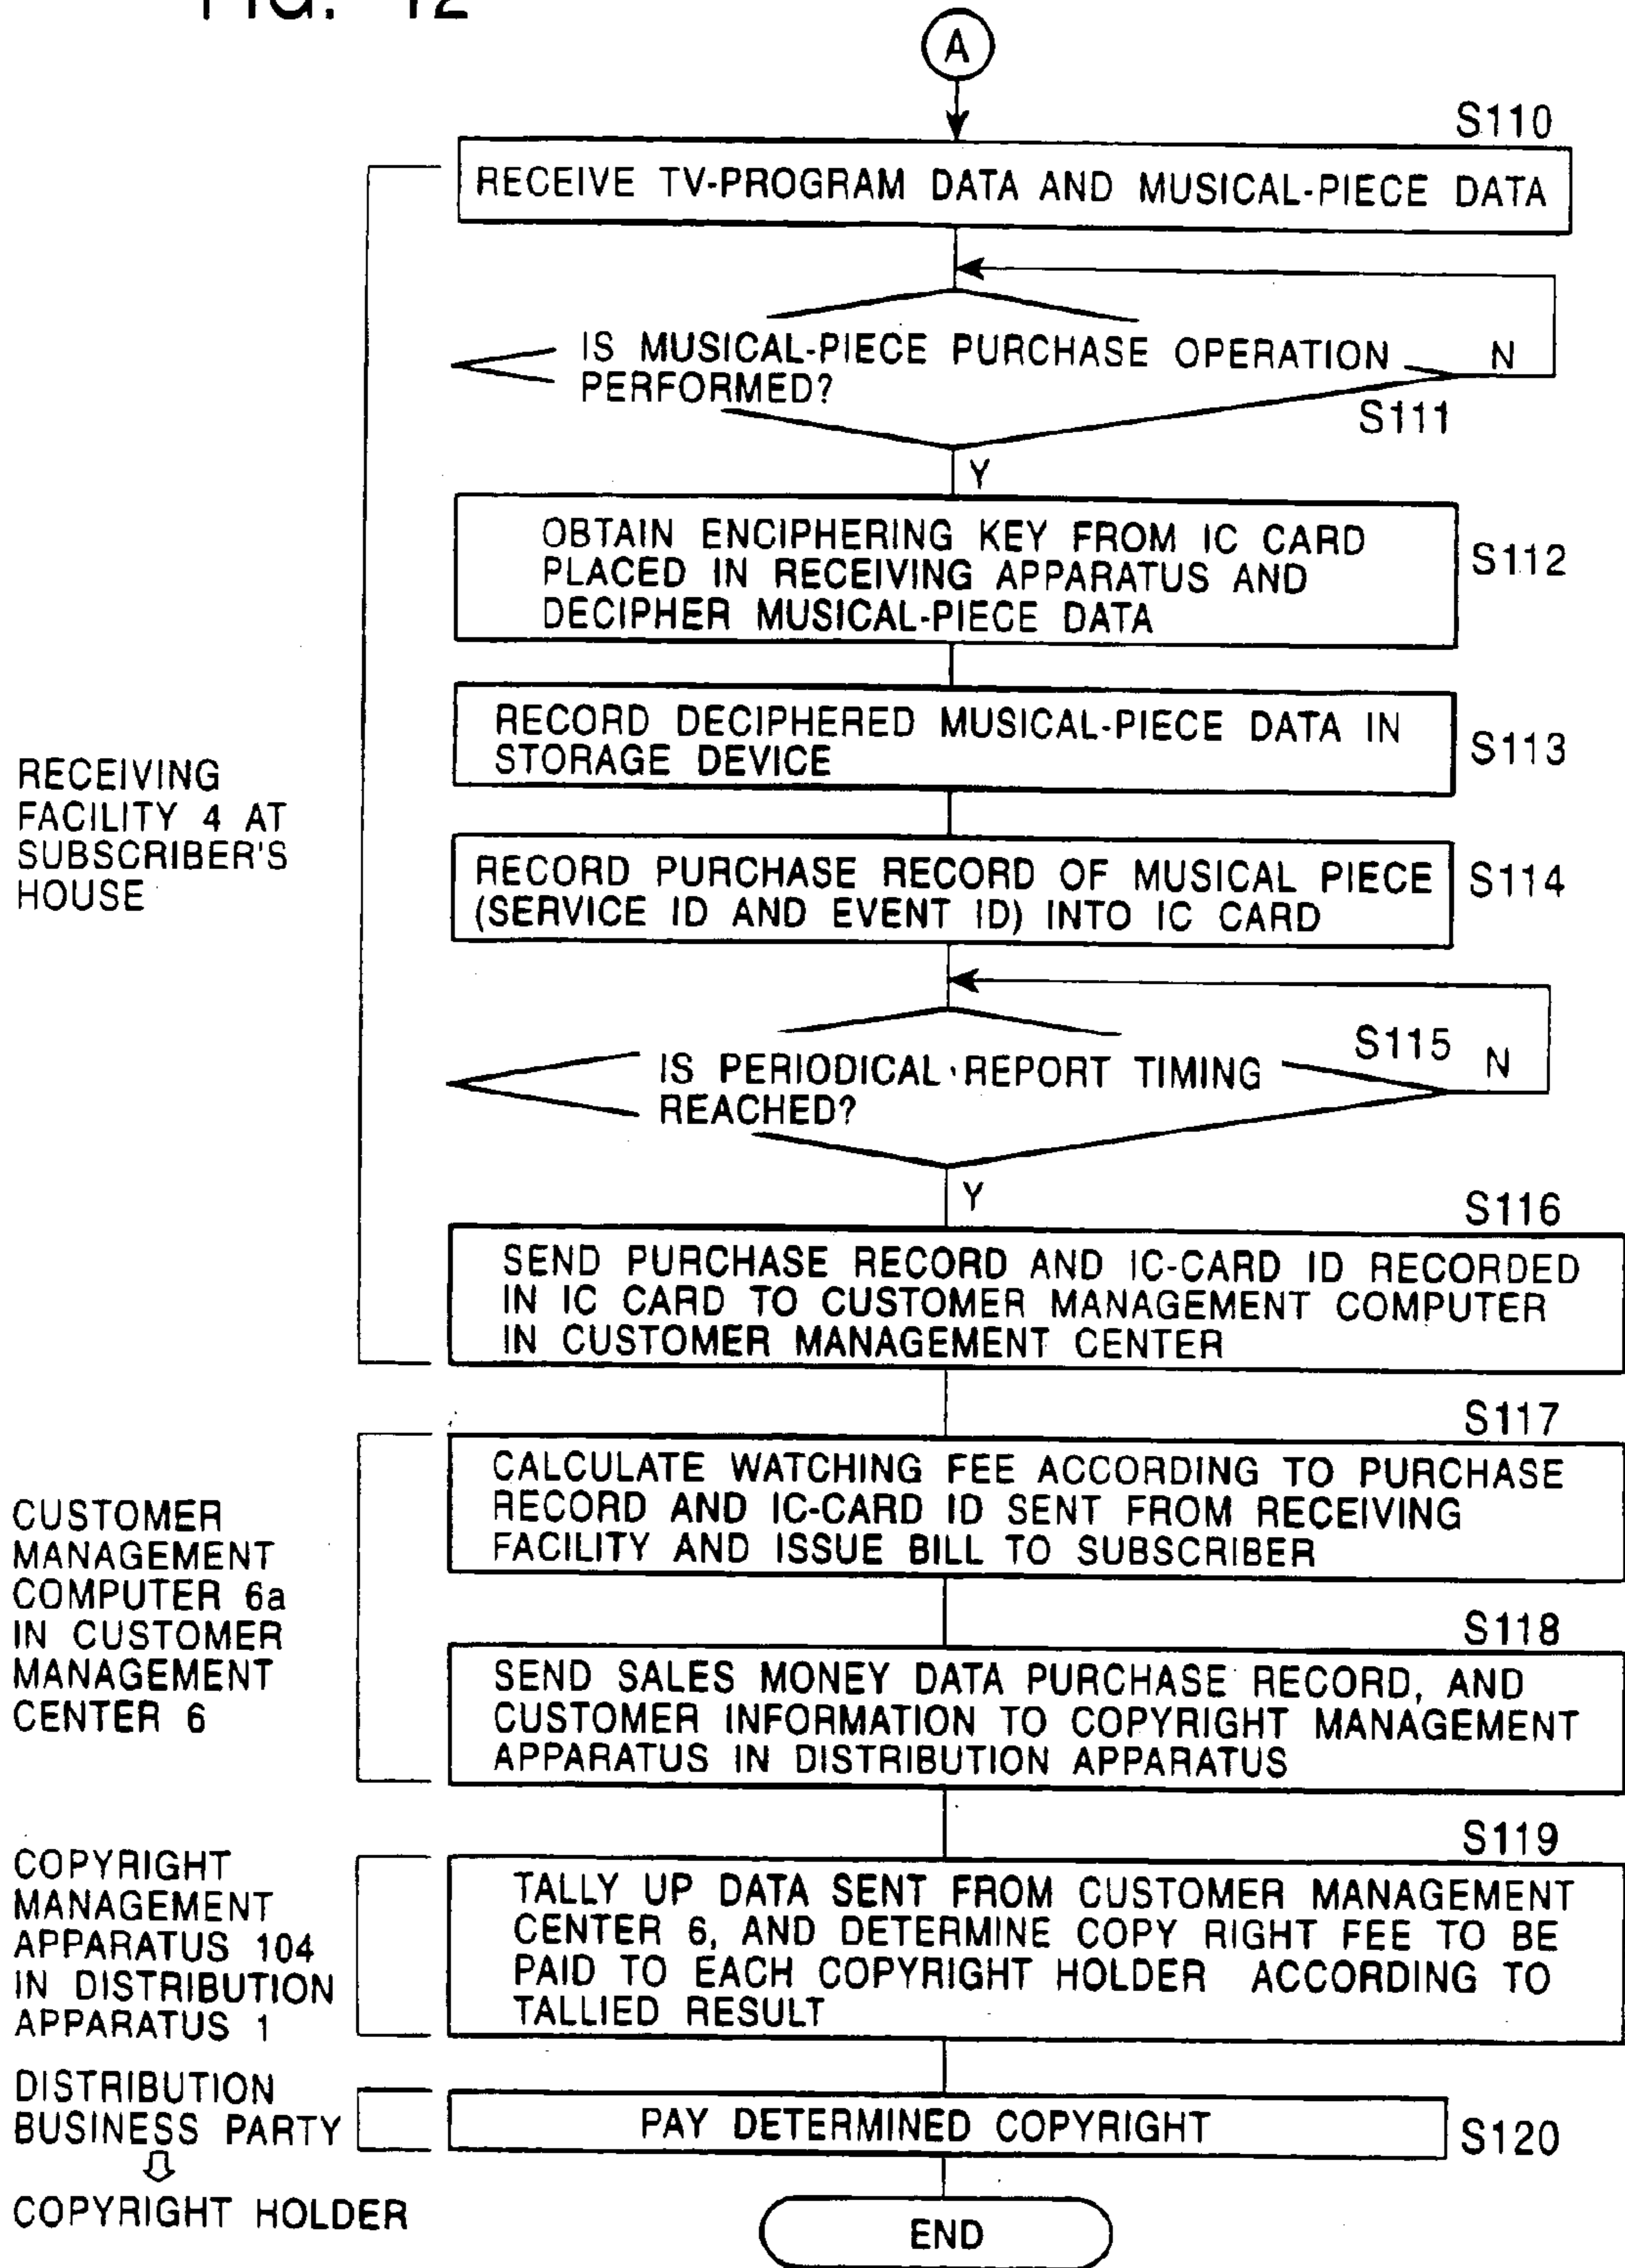 FIG. 12
A
S110
RECEIVE TV-PROGRAM DATA AND MUSICAL-PIECE DATA
IS MUSICAL-PIECE PURCHASE OPERATION
PERFORMED?
N
S111
Y
OBTAIN ENCIPHERING KEY FROM IC CARD
PLACED IN RECEIVING APPARATUS AND
DECIPHER MUSICAL-PIECE DATA
S112
RECORD DECIPHERED MUSICAL-PIECE DATA IN
STORAGE DEVICE
S113
RECEIVING
FACILITY 4 AT
SUBSCRIBER'S
HOUSE
RECORD PURCHASE RECORD OF MUSICAL PIECE
(SERVICE ID AND EVENT ID) INTO IC CARD
S114
IS PERIODICAL-REPORT TIMING
REACHED?
S115
N
Y
S116
SEND PURCHASE RECORD AND IC-CARD ID RECORDED
IN IC CARD TO CUSTOMER MANAGEMENT COMPUTER
IN CUSTOMER MANAGEMENT CENTER
S117
CALCULATE WATCHING FEE ACCORDING TO PURCHASE
RECORD AND IC-CARD ID SENT FROM RECEIVING
FACILITY AND ISSUE BILL TO SUBSCRIBER
CUSTOMER
MANAGEMENT
COMPUTER 6a
IN CUSTOMER
MANAGEMENT
CENTER 6
S118
SEND SALES MONEY DATA PURCHASE RECORD, AND
CUSTOMER INFORMATION TO COPYRIGHT MANAGEMENT
APPARATUS IN DISTRIBUTION APPARATUS
S119
COPYRIGHT
MANAGEMENT
APPARATUS 104
IN DISTRIBUTION
APPARATUS 1
TALLY UP DATA SENT FROM CUSTOMER MANAGEMENT
CENTER 6, AND DETERMINE COPY RIGHT FEE TO BE
PAID TO EACH COPYRIGHT HOLDER ACCORDING TO
TALLIED RESULT
DISTRIBUTION
BUSINESS PARTY
COPYRIGHT HOLDER
PAY DETERMINED COPYRIGHT
S120
END